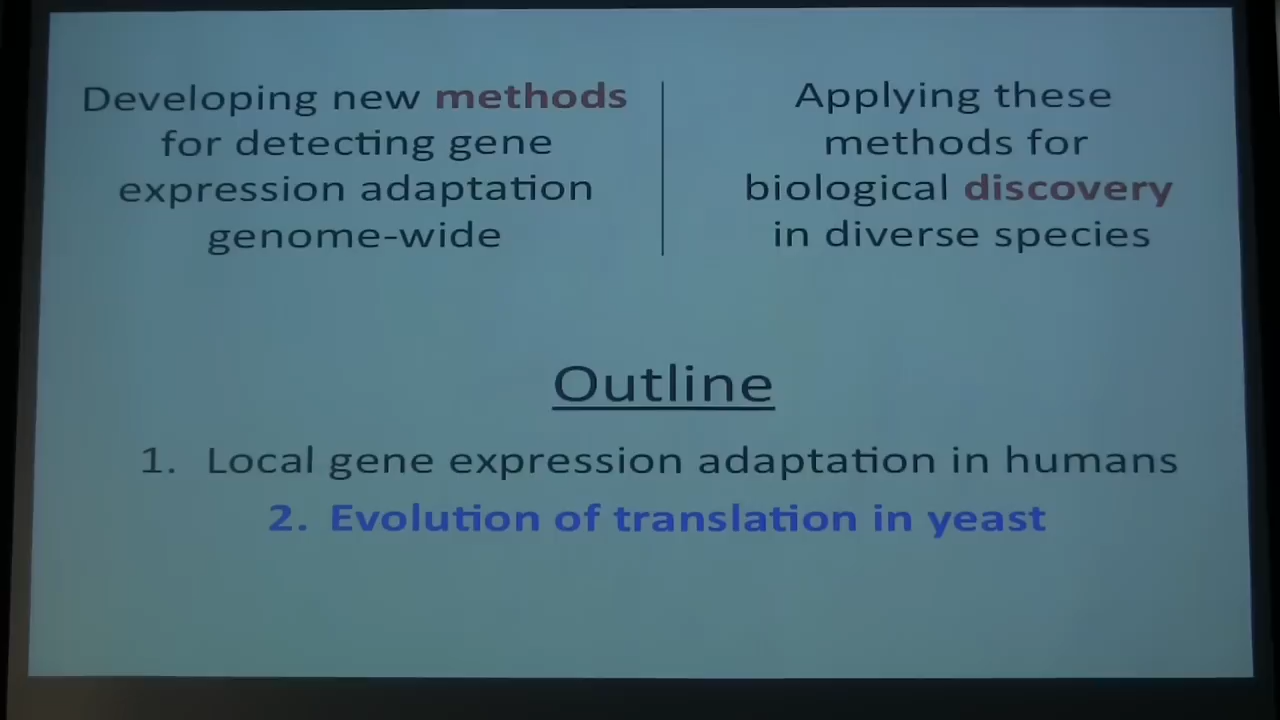 Developing new methods
for detecting gene
expression adaptation
genome-wide
Applying these
methods for
biological discovery
in diverse species
Outline
1. Local gene expression adaptation in humans
2. Evolution of translation in yeast